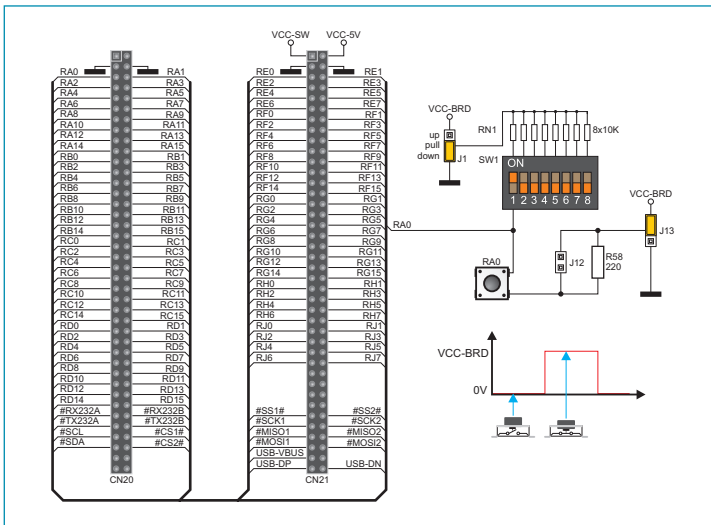 VCC-SW VCC-5V
RA0 RA1
RA2 RA3
RA4 RA5
RA6 RA7
RA8 RA9
RA10 RA11
RA12 RA13
RA14 RA15
RB0 RB1
RB2 RB3
RB4 RB5
RB6 RB7
RB8 RB9
RB10 RB11
RB12 RB13
RB14 RB15
RC0 RC1
RC2 RC3
RC4 RC5
RC6 RC7
RC8 RC9
RC10 RC11
RC12 RC13
RC14 RC15
RD0 RD1
RD2 RD3
RD4 RD5
RD6 RD7
RD8 RD9
RD10 RD11
RD12 RD13
RD14 RD15
#RX232A #RX232B
#TX232A #TX232B
#SCL #CS1#
#SDA #CS2#
CN20
RE0 RE1
RE2 RE3
RE4 RE5
RE6 RE7
RF0 RF1
RF2 RF3
RF4 RF5
RF6 RF7
RF8 RF9
RF10 RF11
RF12 RF13
RF14 RF15
RG0 RG1
RG2 RG3
RG4 RG5
RG6 RG7
RG8 RG9
RG10 RG11
RG12 RG13
RG14 RG15
RH0 RH1
RH2 RH3
RH4 RH5
RH6 RH7
RJ0 RJ1
RJ2 RJ3
RJ4 RJ5
RJ6 RJ7
#SS1# #SS2#
#SCK1 #SCK2
#MISO1 #MISO2
#MOSI1 #MOSI2
USB-VBUS
USB-DP USB-DN
CN21
VCC-BRD
up
pull
down
J1
RN1
8x10K
SW1
ON
1 2 3 4 5 6 7 8
RA0
RA0
J12
R58
220
VCC-BRD
J13
VCC-BRD
0V